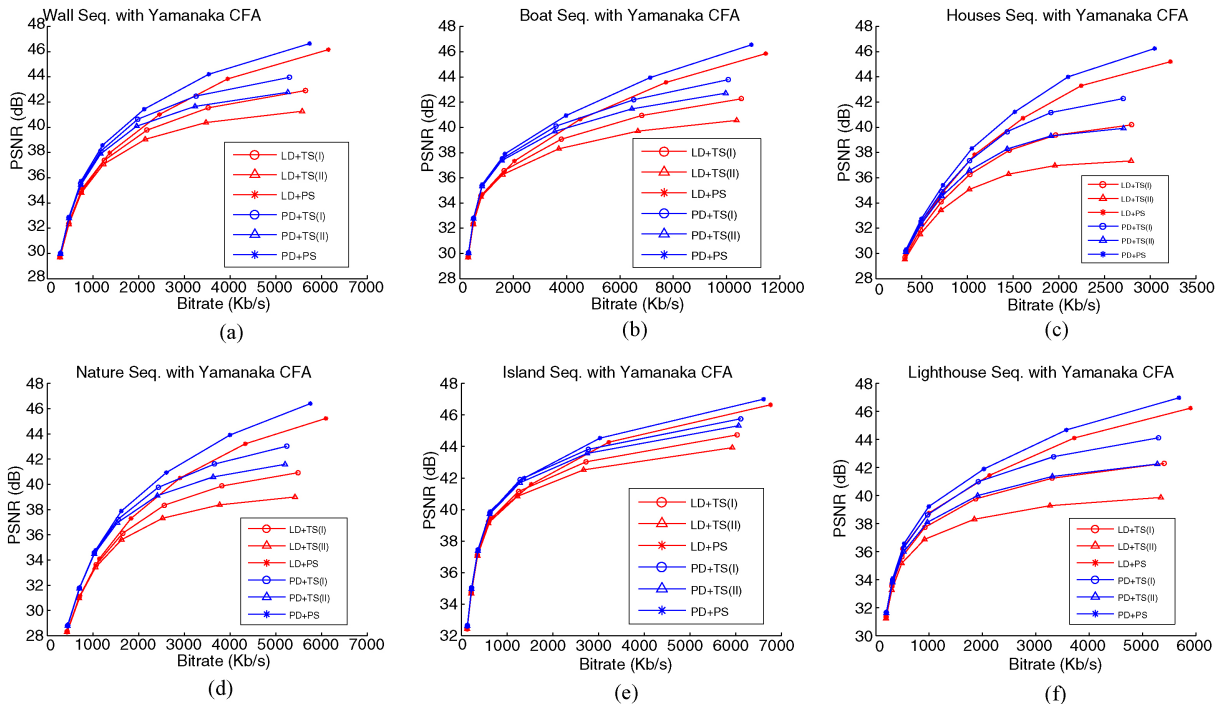 Wall Seq. with Yamanaka CFA
48
46
44
42
40
38
36
34
32
30
28
PSNR (dB)
0 1000 2000 3000 4000 5000 6000 7000
Bitrate (Kb/s)
LD+TS(I)
LD+TS(II)
LD+PS
PD+TS(I)
PD+TS(II)
PD+PS
(a)
Boat Seq. with Yamanaka CFA
48
46
44
42
40
38
36
34
32
30
28
PSNR (dB)
0 2000 4000 6000 8000 10000 12000
Bitrate (Kb/s)
LD+TS(I)
LD+TS(II)
LD+PS
PD+TS(I)
PD+TS(II)
PD+PS
(b)
Houses Seq. with Yamanaka CFA
48
46
44
42
40
38
36
34
32
30
28
PSNR (dB)
0 500 1000 1500 2000 2500 3000 3500
Bitrate (Kb/s)
LD+TS(I)
LD+TS(II)
LD+PS
PD+TS(I)
PD+TS(II)
PD+PS
(c)
Nature Seq. with Yamanaka CFA
48
46
44
42
40
38
36
34
32
30
28
PSNR (dB)
0 1000 2000 3000 4000 5000 6000 7000
Bitrate (Kb/s)
LD+TS(I)
LD+TS(II)
LD+PS
PD+TS(I)
PD+TS(II)
PD+PS
(d)
Island Seq. with Yamanaka CFA
48
46
44
42
40
38
36
34
32
PSNR (dB)
0 1000 2000 3000 4000 5000 6000 7000
Bitrate (Kb/s)
LD+TS(I)
LD+TS(II)
LD+PS
PD+TS(I)
PD+TS(II)
PD+PS
(e)
Lighthouse Seq. with Yamanaka CFA
48
46
44
42
40
38
36
34
32
30
PSNR (dB)
0 1000 2000 3000 4000 5000 6000
Bitrate (Kb/s)
LD+TS(I)
LD+TS(II)
LD+PS
PD+TS(I)
PD+TS(II)
PD+PS
(f)